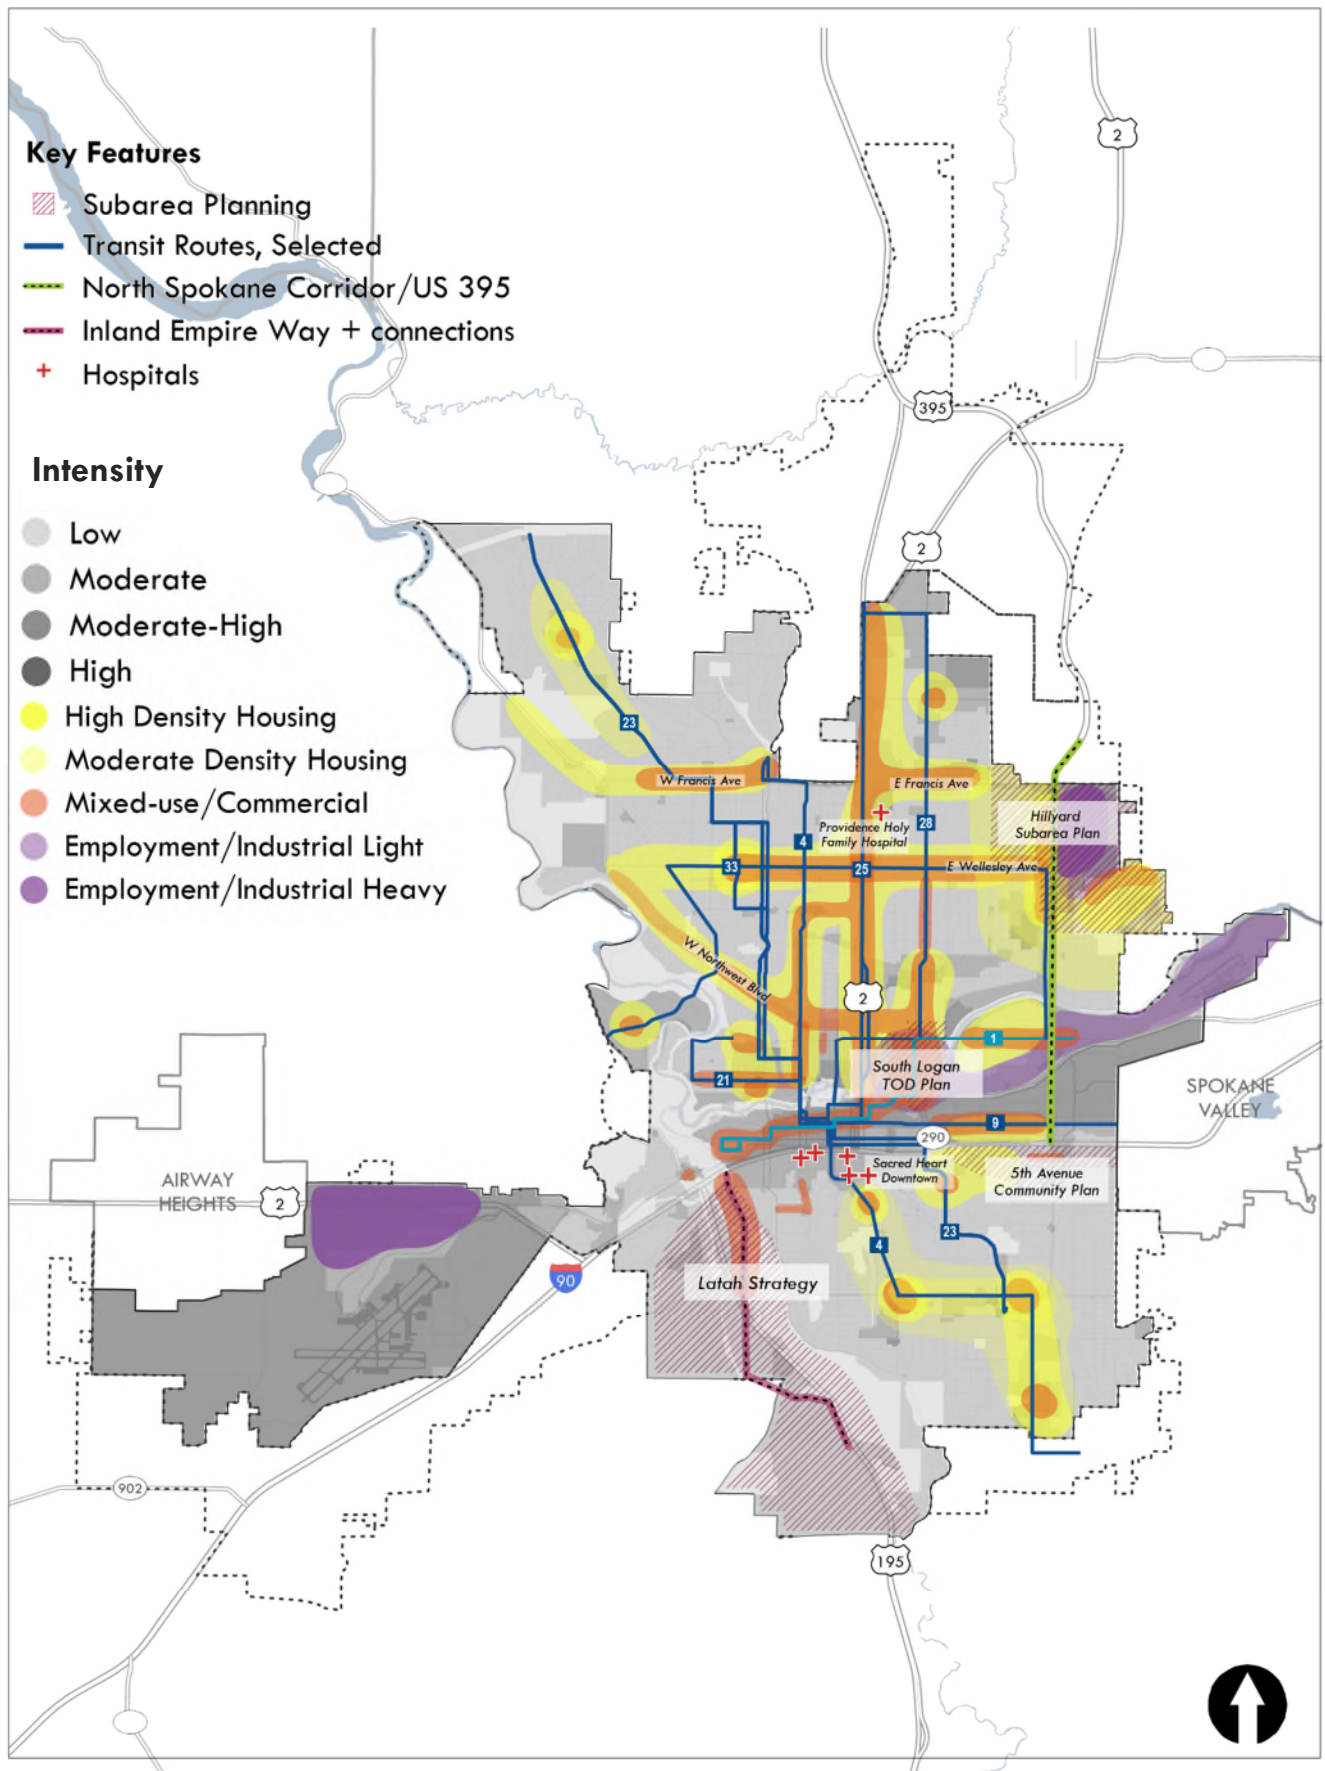 Key Features
Subarea Planning
Transit Routes, Selected
North Spokane Corridor/US 395
Inland Empire Way + connections
Hospitals
Intensity
Low
Moderate
Moderate-High
High
High Density Housing
Moderate Density Housing
Mixed-use/Commercial
Employment/Industrial Light
Employment/Industrial Heavy
2
395
2
23
W Francis Ave
E Francis Ave
Hillyard
Subarea Plan
Providence Holy
Family Hospital
28
4
33
25
E Wellesley Ave
W Northwest Blvd
2
1
South Logan
TOD Plan
21
SPOKANE
VALLEY
9
290
Sacred Heart
Downtown
5th Avenue
Community Plan
AIRWAY
HEIGHTS
2
23
4
90
Latah Strategy
902
195